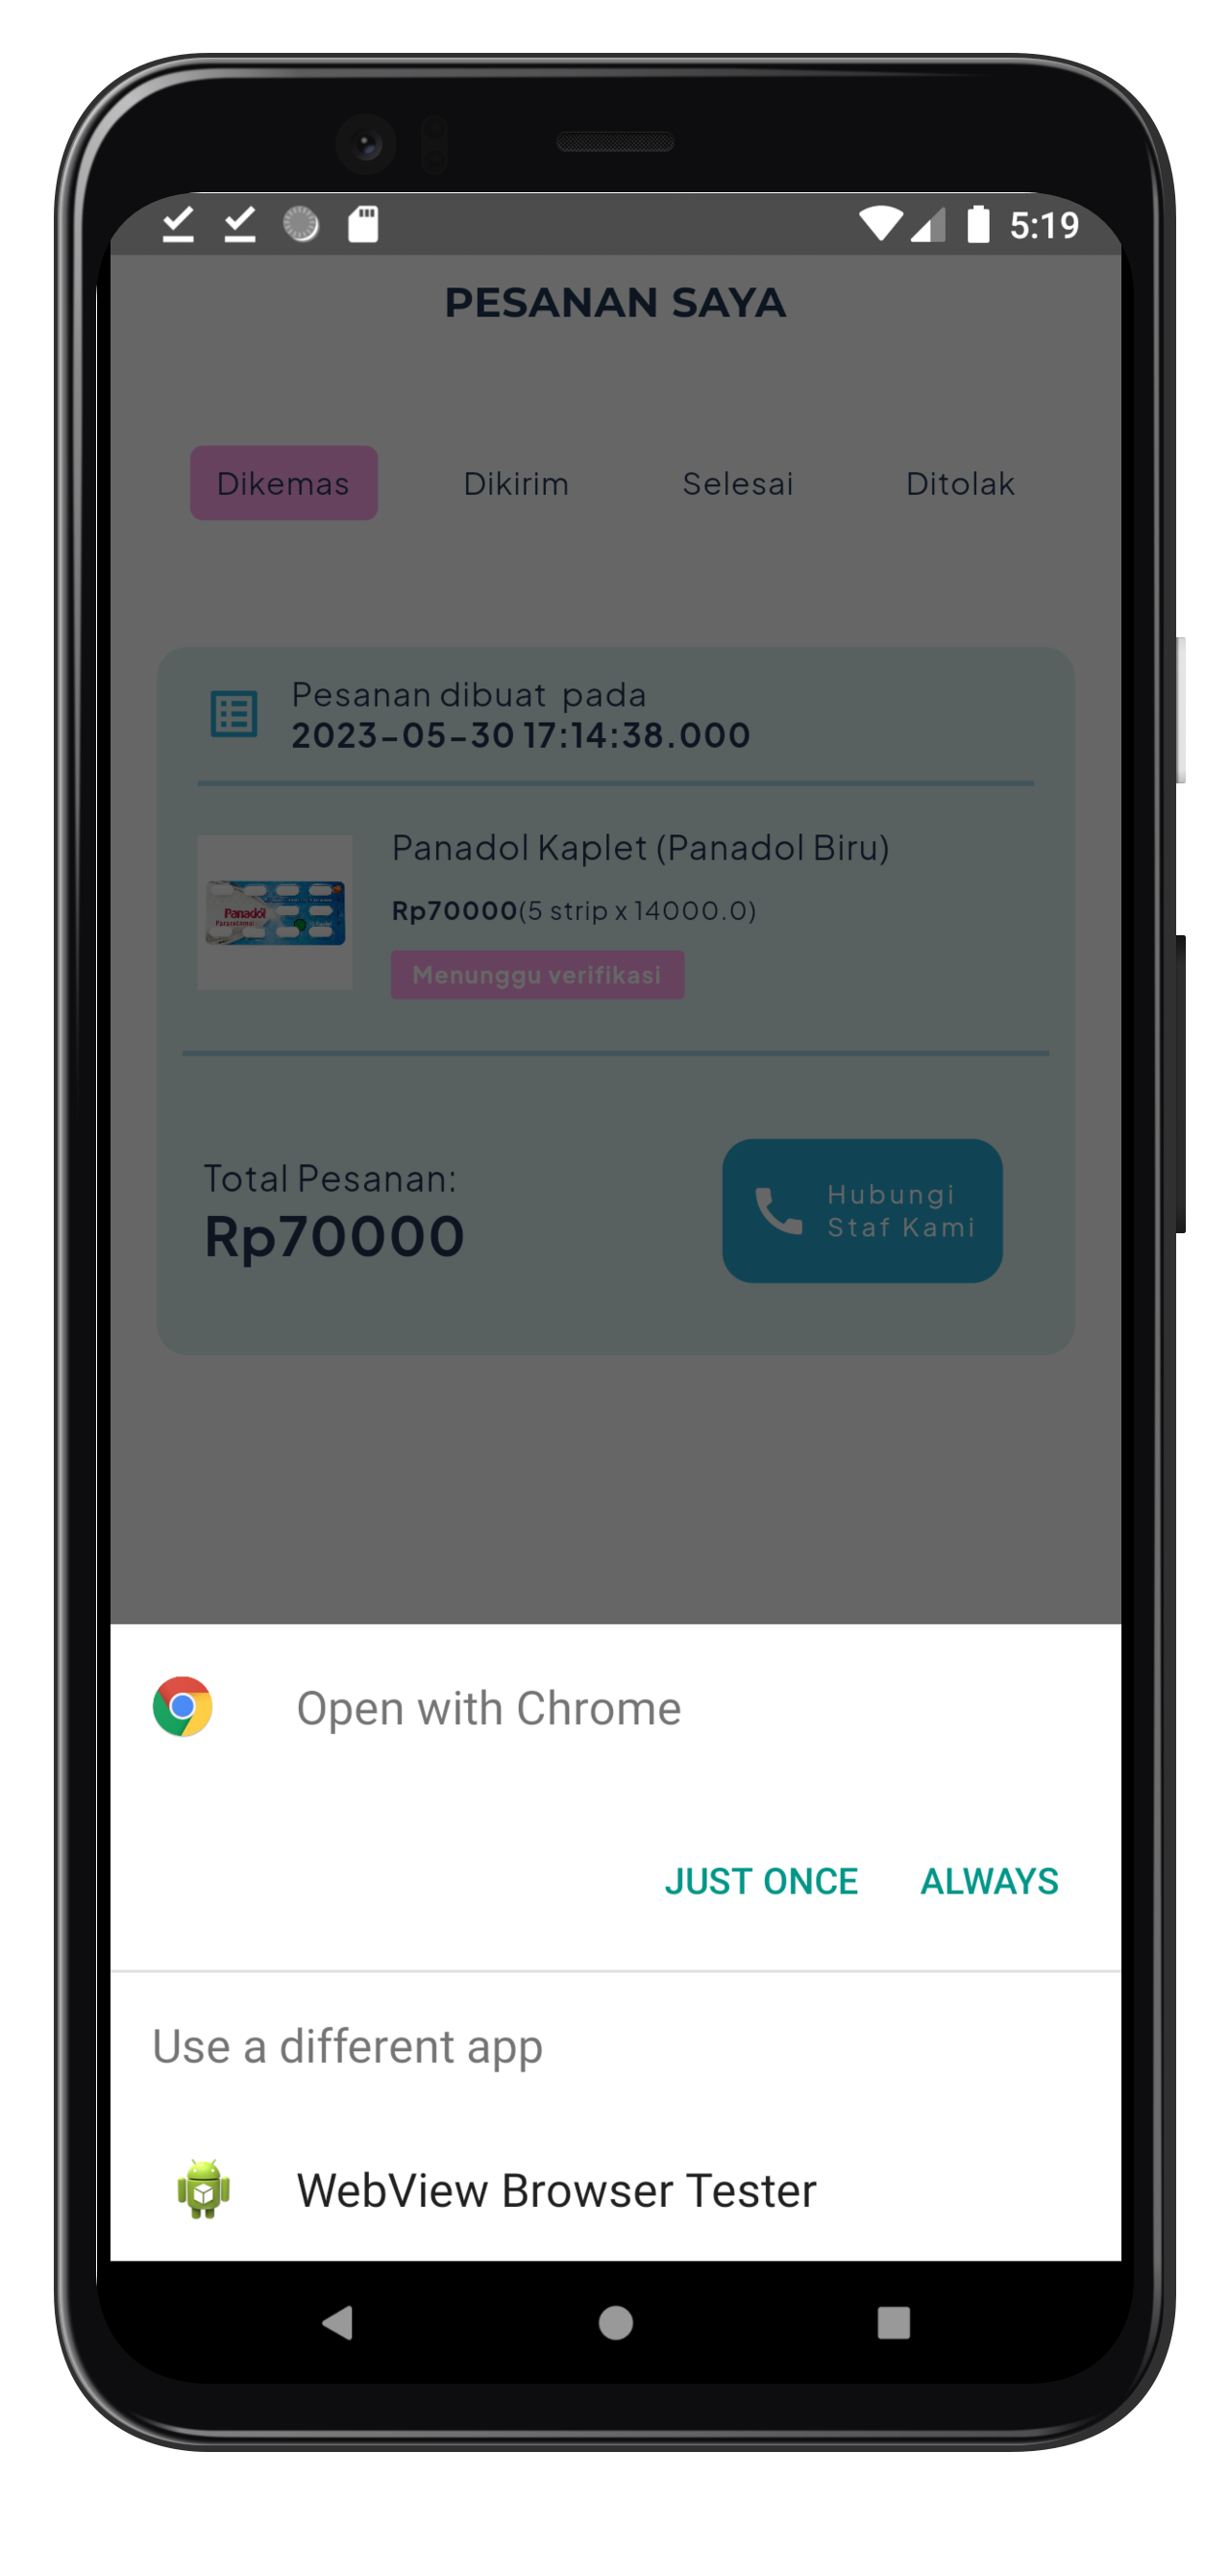 5:19
PESANAN SAYA
Dikemas Dikirim Selesai Ditolak
Pesanan dibuat pada
2023-05-30 17:14:38.000
Panadol Kaplet (Panadol Biru)
Panadol
Paracetamol
Rp70000(5 strip x 14000.0)
Menunggu verifikasi
Total Pesanan:
Rp70000
Hubungi
Staf Kami
Open with Chrome
JUST ONCE ALWAYS
Use a different app
WebView Browser Tester